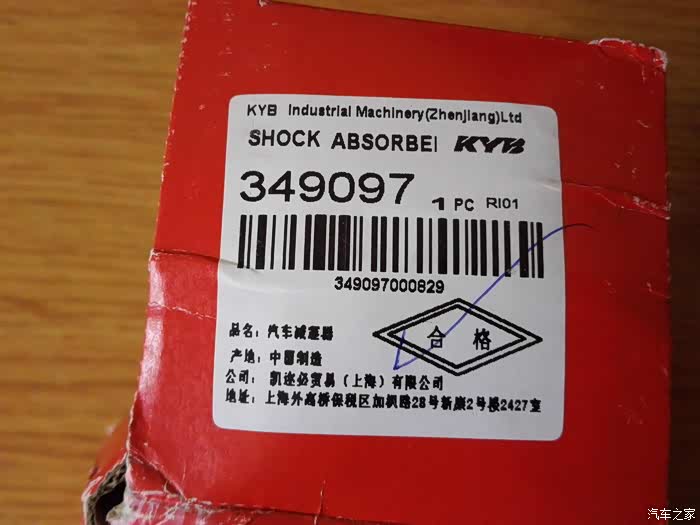 KYB Industrial Machinery(Zhenjiang)Ltd
SHOCK ABSORBE KYB
349097 1 PC RI01
349097000829
品名: 汽车减震器
合格
产地: 中国制造
公司: 凯迩必贸易(上海)有限公司
地址: 上海外高桥保税区加枫路28号新康2号楼2427室
汽车之家